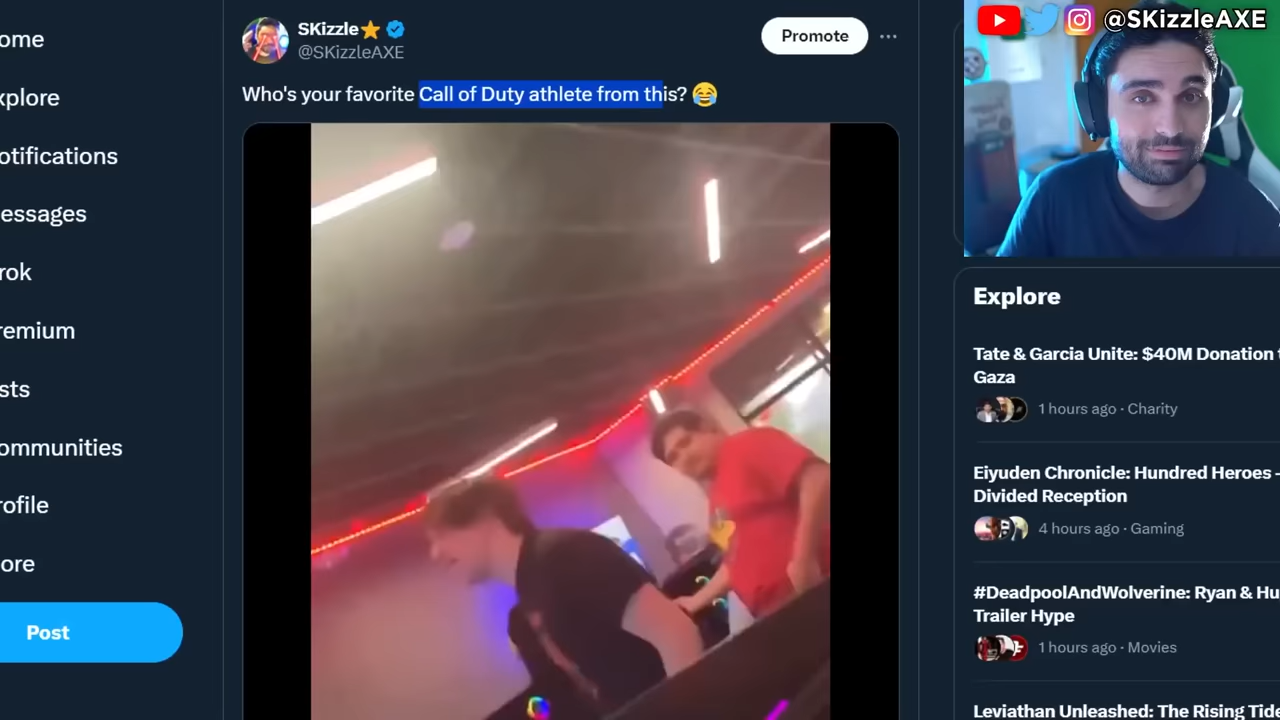 ome
xplore
otifications
essages
rok
remium
sts
ommunities
rofile
ore
Post
SKizzle
@SKizzleAXE
Promote
Who's your favorite Call of Duty athlete from this? 😂
@SKizzleAXE
Explore
Tate & Garcia Unite: $40M Donation t
Gaza
1 hours ago · Charity
Eiyuden Chronicle: Hundred Heroes -
Divided Reception
4 hours ago · Gaming
#DeadpoolAndWolverine: Ryan & Hu
Trailer Hype
1 hours ago · Movies
Leviathan Unleashed: The Rising Tide